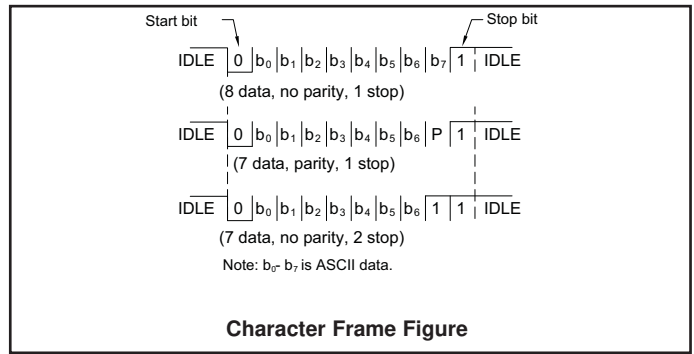 Start bit Stop bit
IDLE 0 b₀ b₁ b₂ b₃ b₄ b₅ b₆ b₇ 1 IDLE
(8 data, no parity, 1 stop)
IDLE 0 b₀ b₁ b₂ b₃ b₄ b₅ b₆ P 1 IDLE
(7 data, parity, 1 stop)
IDLE 0 b₀ b₁ b₂ b₃ b₄ b₅ b₆ 1 1 IDLE
(7 data, no parity, 2 stop)
Note: b₀- b₇ is ASCII data.
Character Frame Figure